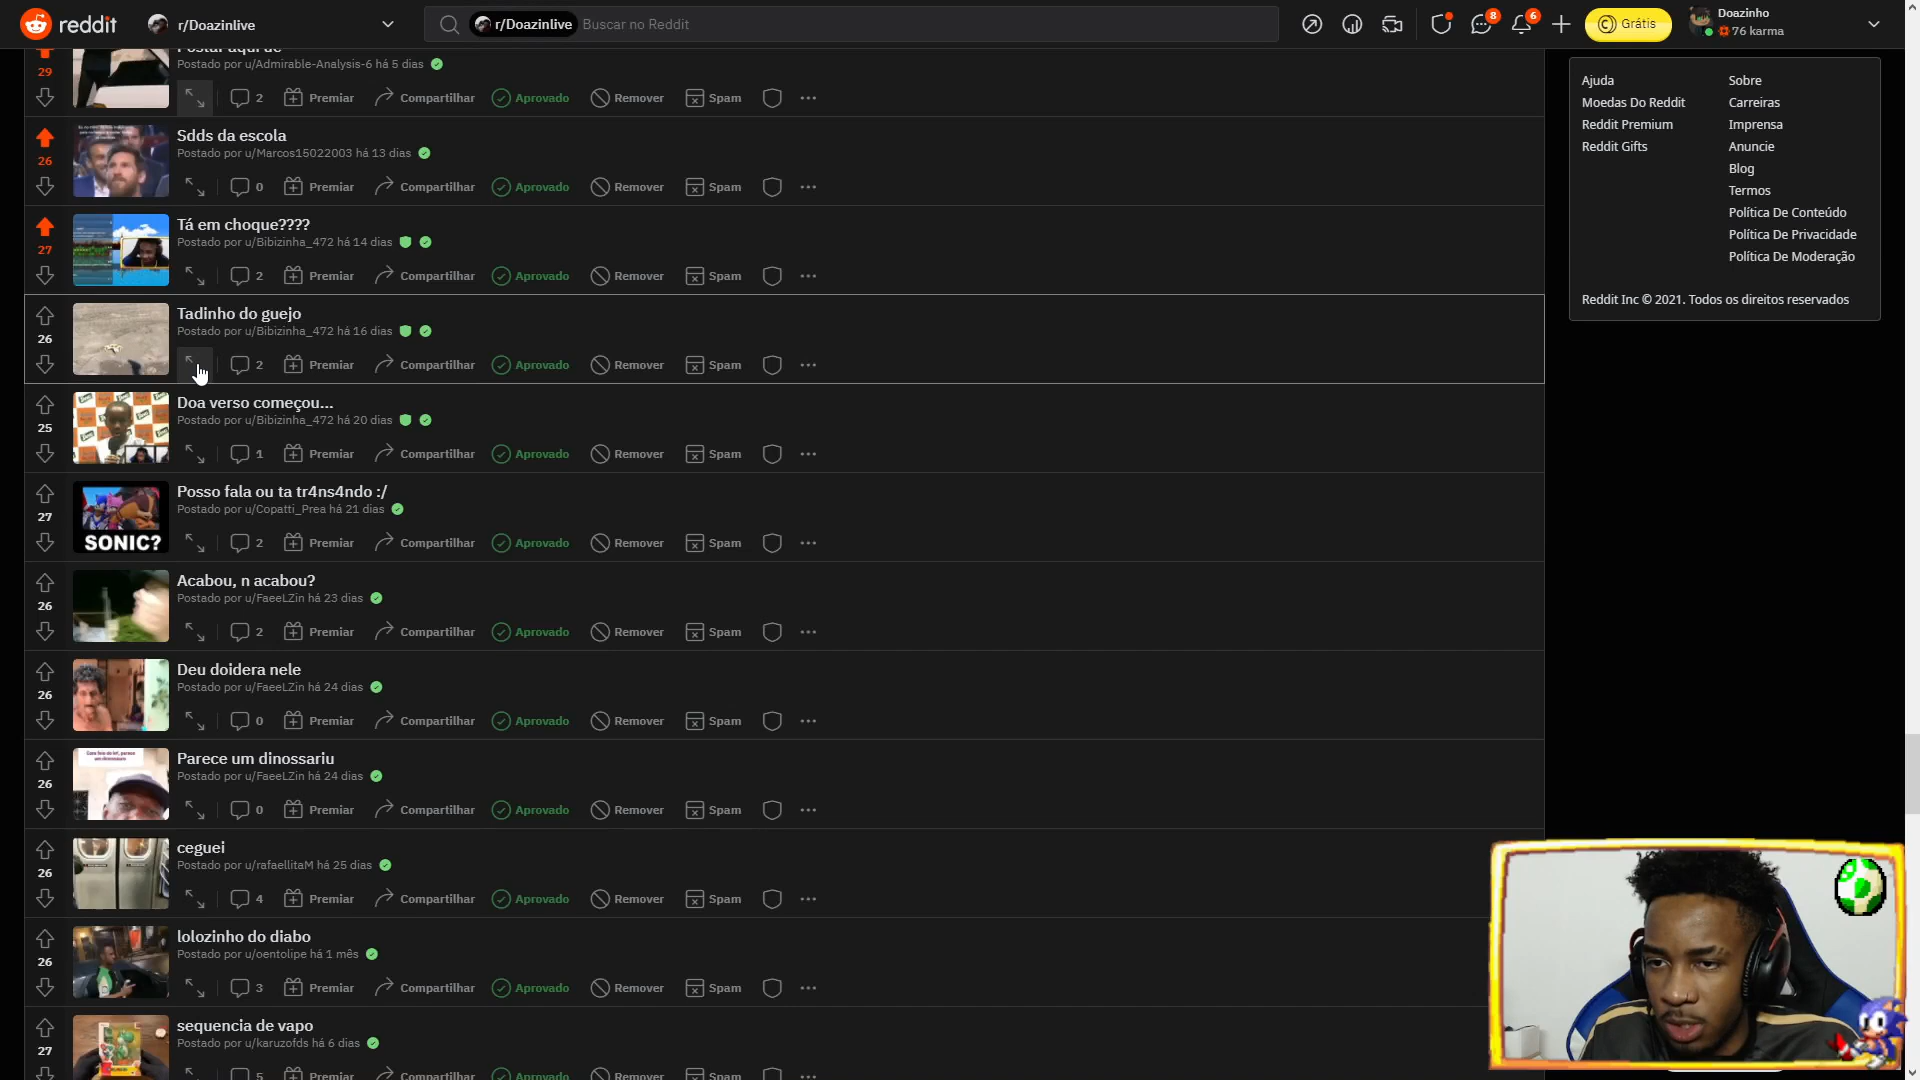 reddit r/Doazinlive r/Doazinlive Buscar no Reddit 8 6 Grátis Doazinho
76 karma
Postar aqui de
Postado por u/Admirable-Analysis-6 há 5 dias
29
2 Premiar Compartilhar Aprovado Remover Spam
Sdds da escola
Postado por u/Marcos15022003 há 13 dias
26
0 Premiar Compartilhar Aprovado Remover Spam
Tá em choque????
Postado por u/Bibizinha_472 há 14 dias
27
2 Premiar Compartilhar Aprovado Remover Spam
Tadinho do guejo
Postado por u/Bibizinha_472 há 16 dias
26
2 Premiar Compartilhar Aprovado Remover Spam
Doa verso começou...
Postado por u/Bibizinha_472 há 20 dias
25
1 Premiar Compartilhar Aprovado Remover Spam
Posso fala ou ta tr4ns4ndo :/
Postado por u/Copatti_Prea há 21 dias
27
SONIC?
2 Premiar Compartilhar Aprovado Remover Spam
Acabou, n acabou?
Postado por u/FaeeLZin há 23 dias
26
2 Premiar Compartilhar Aprovado Remover Spam
Deu doidera nele
Postado por u/FaeeLZin há 24 dias
26
0 Premiar Compartilhar Aprovado Remover Spam
Parece um dinossariu
Postado por u/FaeeLZin há 24 dias
26
0 Premiar Compartilhar Aprovado Remover Spam
ceguei
Postado por u/rafaellitaM há 25 dias
26
4 Premiar Compartilhar Aprovado Remover Spam
lolozinho do diabo
Postado por u/oentolipe há 1 mês
26
3 Premiar Compartilhar Aprovado Remover Spam
sequencia de vapo
Postado por u/karuzofds há 6 dias
27
5 Premiar Compartilhar Aprovado Remover Spam
Ajuda
Moedas Do Reddit
Reddit Premium
Reddit Gifts
Sobre
Carreiras
Imprensa
Anuncie
Blog
Termos
Política De Conteúdo
Política De Privacidade
Política De Moderação
Reddit Inc © 2021. Todos os direitos reservados